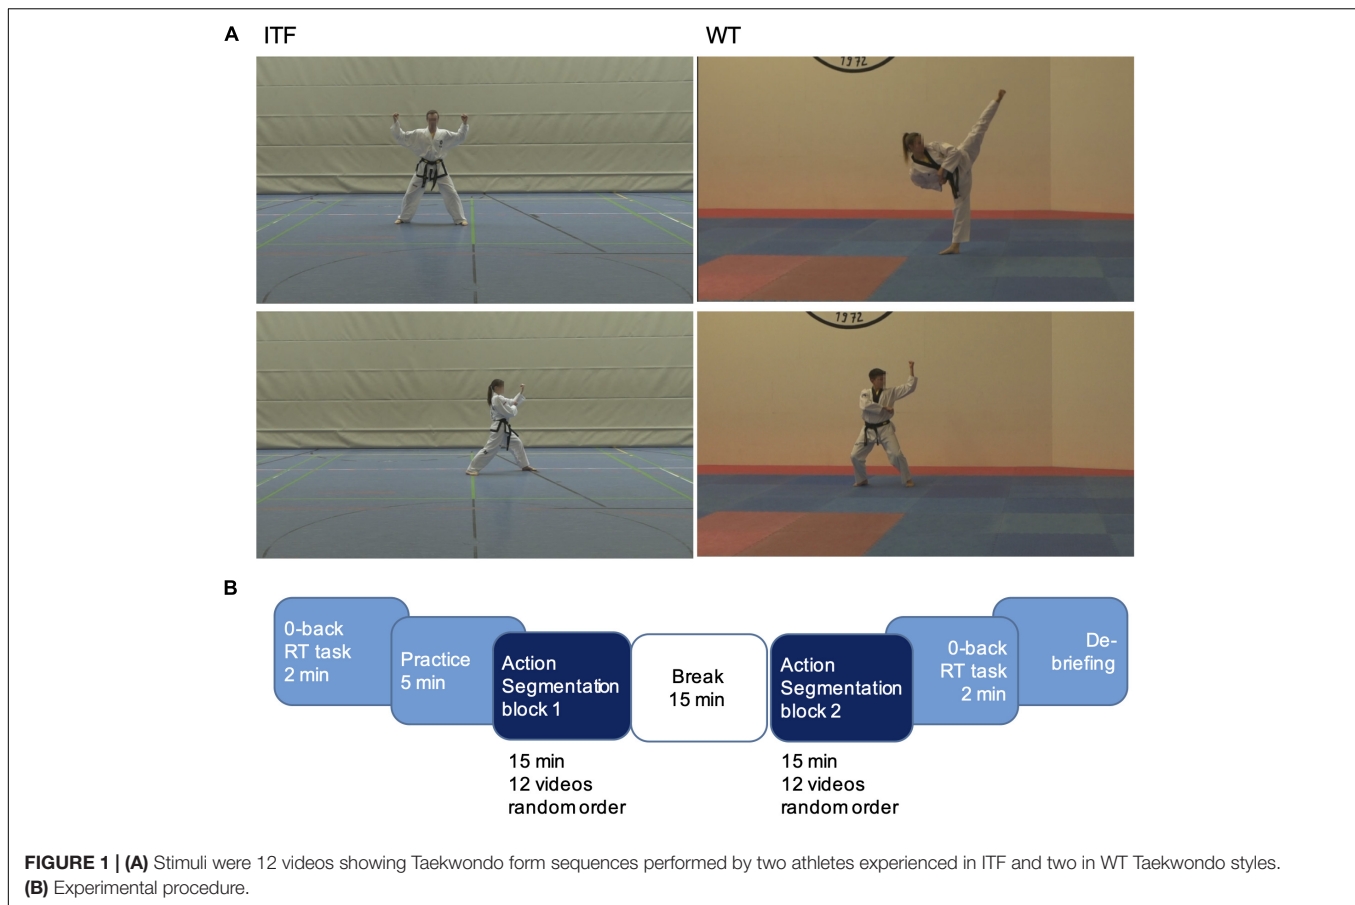 A ITF WT
1972
1972
B
0-back
RT task
2 min
Practice
5 min
Action
Segmentation
block 1
Break
15 min
Action
Segmentation
block 2
0-back
RT task
2 min
De-
briefing
15 min
12 videos
random order
15 min
12 videos
random order
FIGURE 1 | (A) Stimuli were 12 videos showing Taekwondo form sequences performed by two athletes experienced in ITF and two in WT Taekwondo styles.
(B) Experimental procedure.